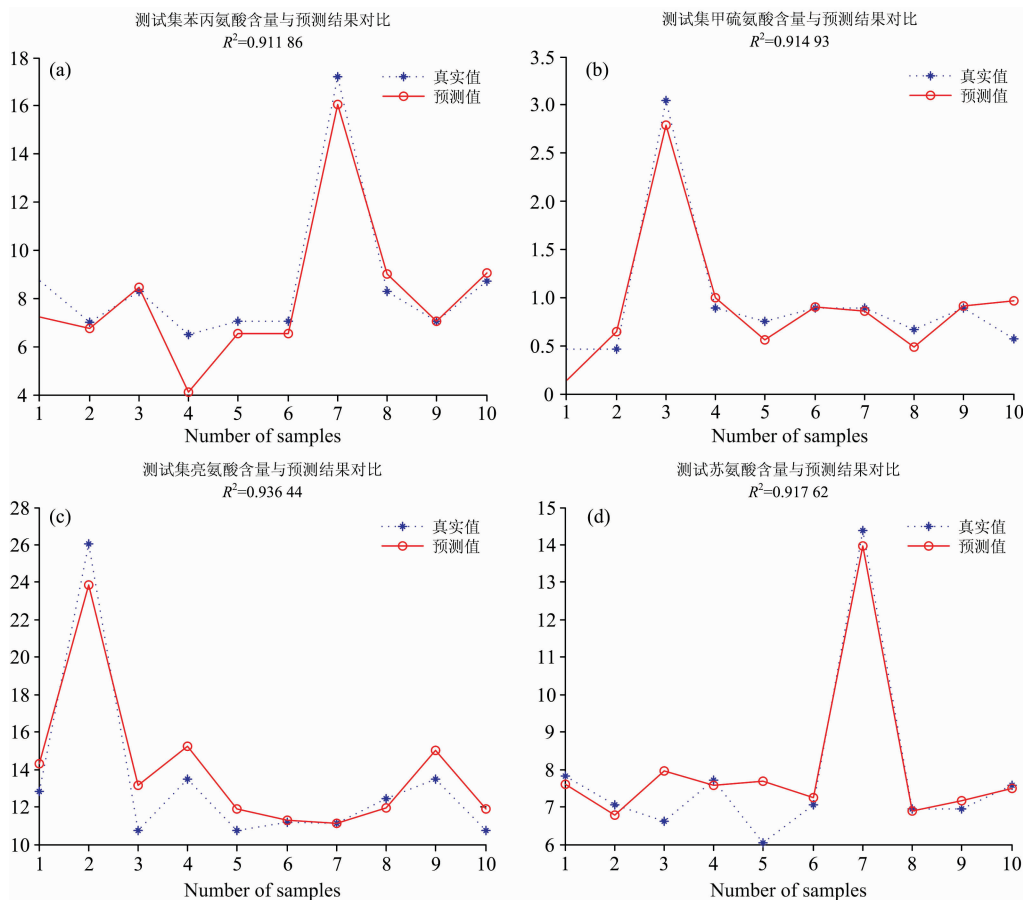 测试集苯丙氨酸含量与预测结果对比
R²=0.911 86
(a)
真实值
预测值
18
16
14
12
10
8
6
4
1 2 3 4 5 6 7 8 9 10
Number of samples
测试集甲硫氨酸含量与预测结果对比
R²=0.914 93
(b)
真实值
预测值
3.5
3.0
2.5
2.0
1.5
1.0
0.5
0
1 2 3 4 5 6 7 8 9 10
Number of samples
测试集亮氨酸含量与预测结果对比
R²=0.936 44
(c)
真实值
预测值
28
26
24
22
20
18
16
14
12
10
1 2 3 4 5 6 7 8 9 10
Number of samples
测试苏氨酸含量与预测结果对比
R²=0.917 62
(d)
真实值
预测值
15
14
13
12
11
10
9
8
7
6
1 2 3 4 5 6 7 8 9 10
Number of samples